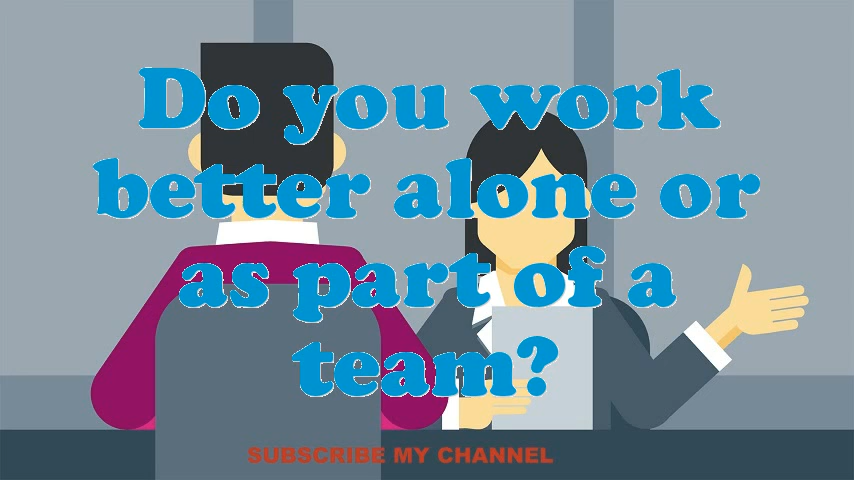 Do you work
better alone or
as part of a
team?
SUBSCRIBE MY CHANNEL